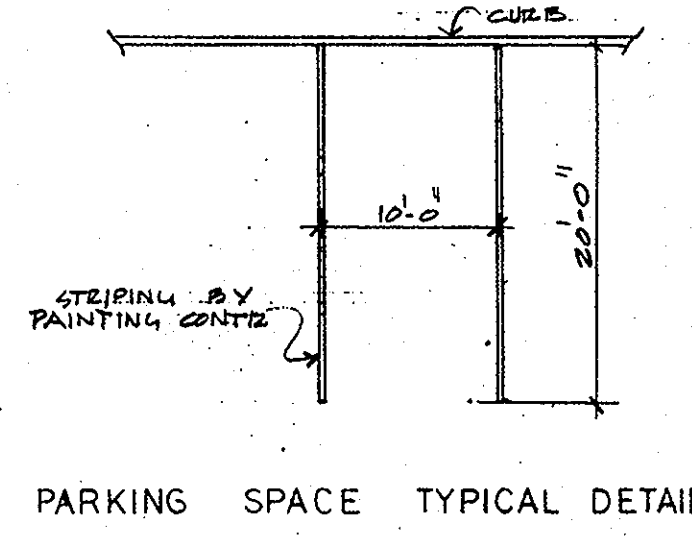 CURB
10'-0"
20'-0"
STRIPING BY
PAINTING CONTR
PARKING SPACE TYPICAL DETAIL